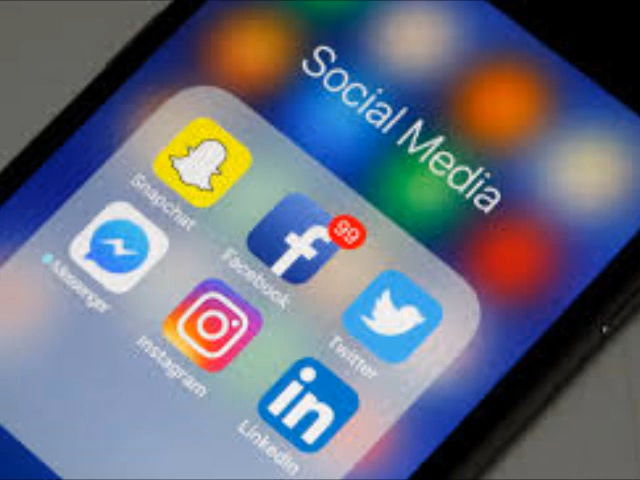 Social Media
Snapchat
Facebook
99
Twitter
Messenger
Instagram
LinkedIn
in